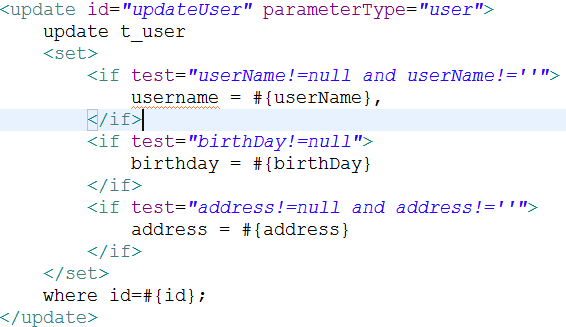 <update id="updateUser" parameterType="user">
    update t_user
    <set>
        <if test="userName!=null and userName!=''">
            username = #{userName},
        </if>
        <if test="birthDay!=null">
            birthday = #{birthDay}
        </if>
        <if test="address!=null and address!=''">
            address = #{address}
        </if>
    </set>
    where id=#{id};
</update>